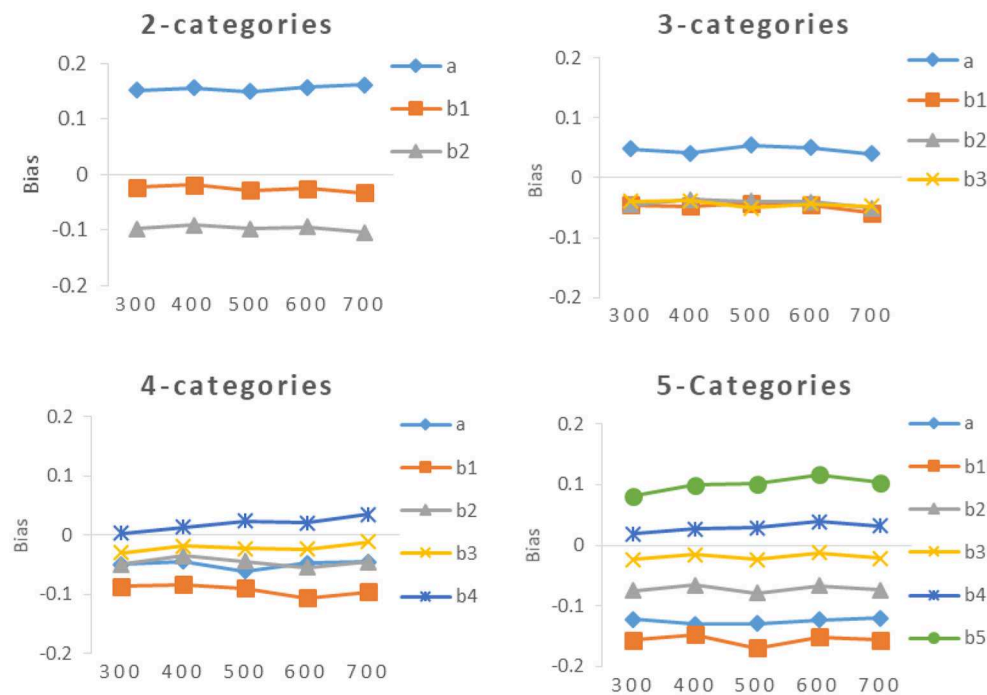 2-categories
0.2
0.1
0
-0.1
-0.2
Bias
300 400 500 600 700
a
b1
b2
3-categories
0.2
0.1
0
-0.1
-0.2
Bias
300 400 500 600 700
a
b1
b2
b3
4-categories
0.2
0.1
0
-0.1
-0.2
Bias
300 400 500 600 700
a
b1
b2
b3
b4
5-Categories
0.2
0.1
0
-0.1
-0.2
Bias
300 400 500 600 700
a
b1
b2
b3
b4
b5